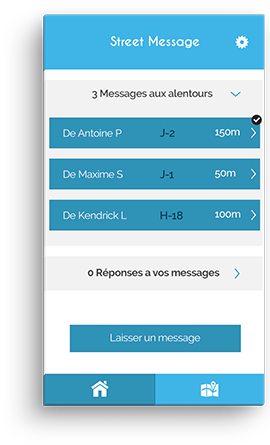 Street Message
3 Messages aux alentours
De Antoine P J-2 150m
De Maxime S J-1 50m
De Kendrick L H-18 100m
0 Réponses a vos messages
Laisser un message